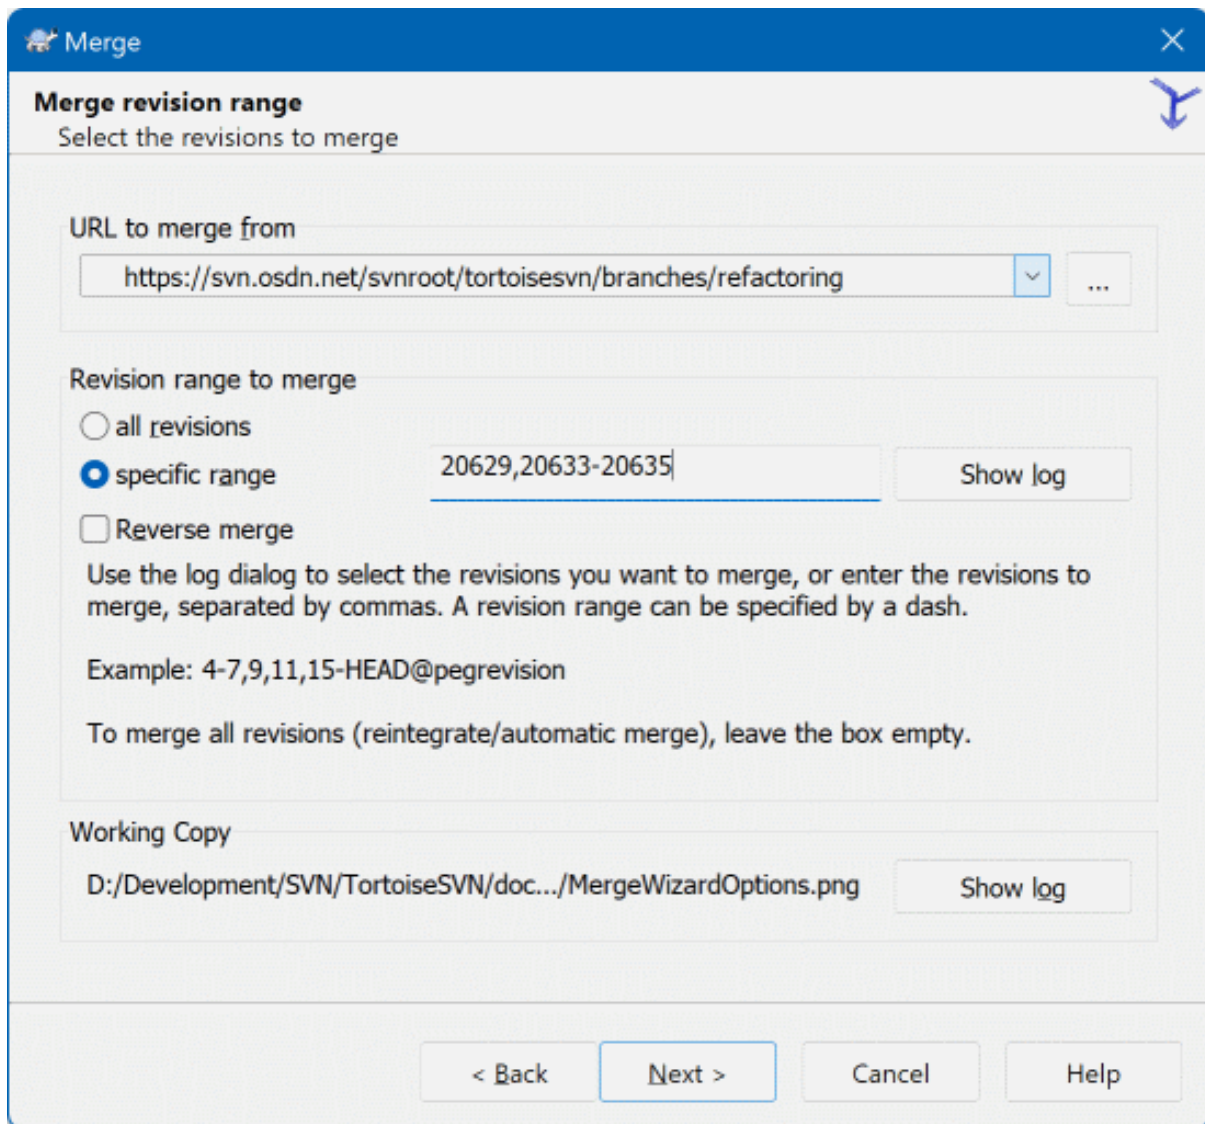 Merge
Merge revision range
Select the revisions to merge
URL to merge from
https://svn.osdn.net/svnroot/tortoisesvn/branches/refactoring
...
Revision range to merge
all revisions
specific range
20629,20633-20635
Show log
Reverse merge
Use the log dialog to select the revisions you want to merge, or enter the revisions to
merge, separated by commas. A revision range can be specified by a dash.
Example: 4-7,9,11,15-HEAD@pegrevision
To merge all revisions (reintegrate/automatic merge), leave the box empty.
Working Copy
D:/Development/SVN/TortoiseSVN/doc.../MergeWizardOptions.png
Show log
< Back
Next >
Cancel
Help